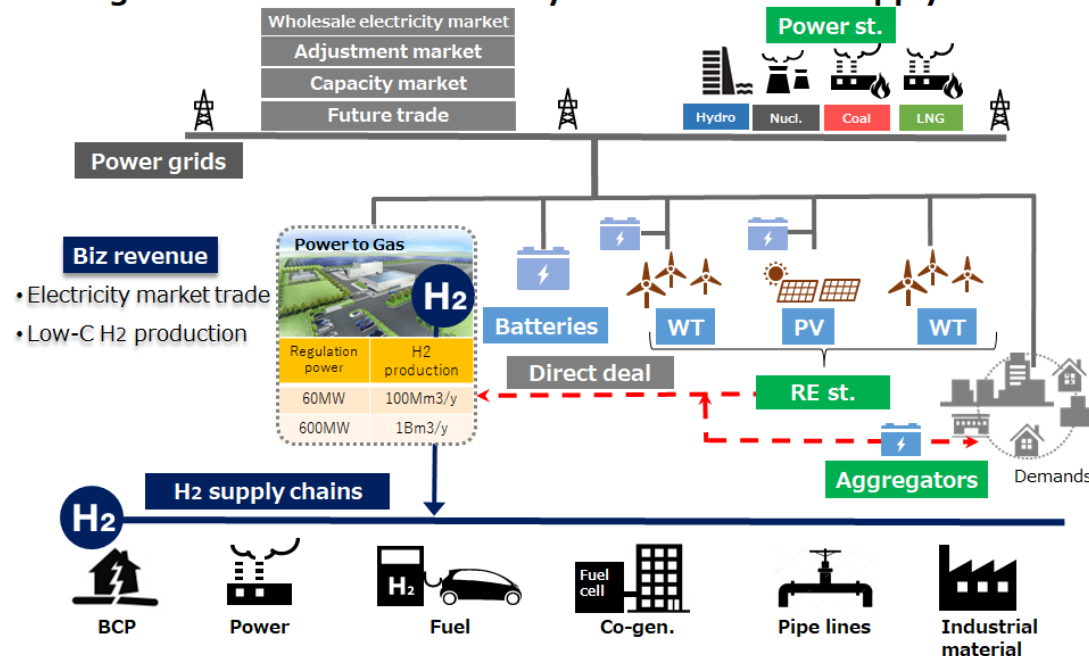 Wholesale electricity market
Adjustment market
Capacity market
Future trade
Power st.
Hydro
Nucl.
Coal
LNG
Power grids
Biz revenue
•Electricity market trade
•Low-C H2 production
Power to Gas
H2
Regulation power
H2 production
60MW
100Mm3/y
600MW
1Bm3/y
Batteries
WT
PV
WT
Direct deal
RE st.
Aggregators
Demands
H2 supply chains
H2
BCP
Power
H2
Fuel
Fuel
cell
Co-gen.
Pipe lines
Industrial
material